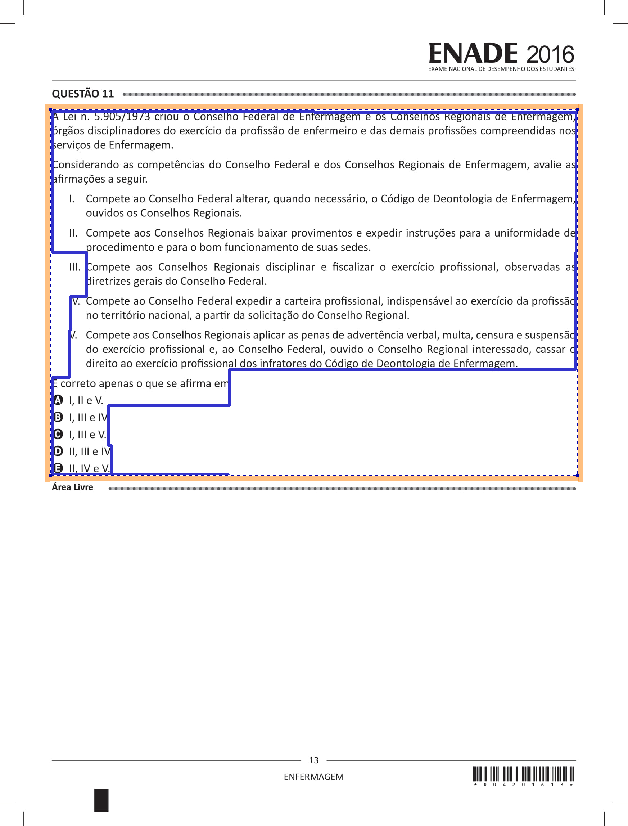 ENADE 2016
EXAME NACIONAL DE DESEMPENHO DOS ESTUDANTES
QUESTÃO 11
A Lei n. 5.905/1973 criou o Conselho Federal de Enfermagem e os Conselhos Regionais de Enfermagem,
órgãos disciplinadores do exercício da profissão de enfermeiro e das demais profissões compreendidas nos
serviços de Enfermagem.
Considerando as competências do Conselho Federal e dos Conselhos Regionais de Enfermagem, avalie as
afirmações a seguir.
I. Compete ao Conselho Federal alterar, quando necessário, o Código de Deontologia de Enfermagem,
ouvidos os Conselhos Regionais.
II. Compete aos Conselhos Regionais baixar provimentos e expedir instruções para a uniformidade de
procedimento e para o bom funcionamento de suas sedes.
III. Compete aos Conselhos Regionais disciplinar e fiscalizar o exercício profissional, observadas as
diretrizes gerais do Conselho Federal.
IV. Compete ao Conselho Federal expedir a carteira profissional, indispensável ao exercício da profissão
no território nacional, a partir da solicitação do Conselho Regional.
V. Compete aos Conselhos Regionais aplicar as penas de advertência verbal, multa, censura e suspensão
do exercício profissional e, ao Conselho Federal, ouvido o Conselho Regional interessado, cassar o
direito ao exercício profissional dos infratores do Código de Deontologia de Enfermagem.
É correto apenas o que se afirma em
A I, II e V.
B I, III e IV.
C I, III e V.
D II, III e IV.
E II, IV e V.
Área Livre
13
ENFERMAGEM